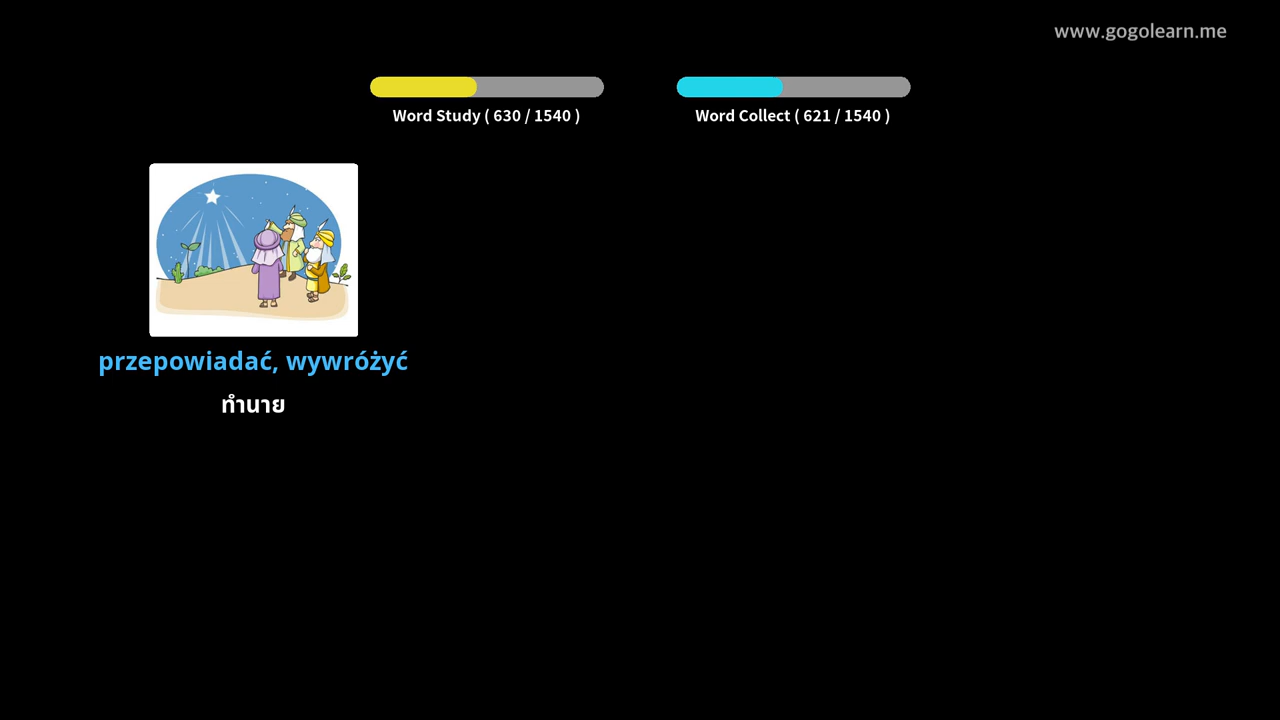 www.gogolearn.me
Word Study ( 630 / 1540 )
Word Collect ( 621 / 1540 )
przepowiadać, wywróżyć
ทำนาย